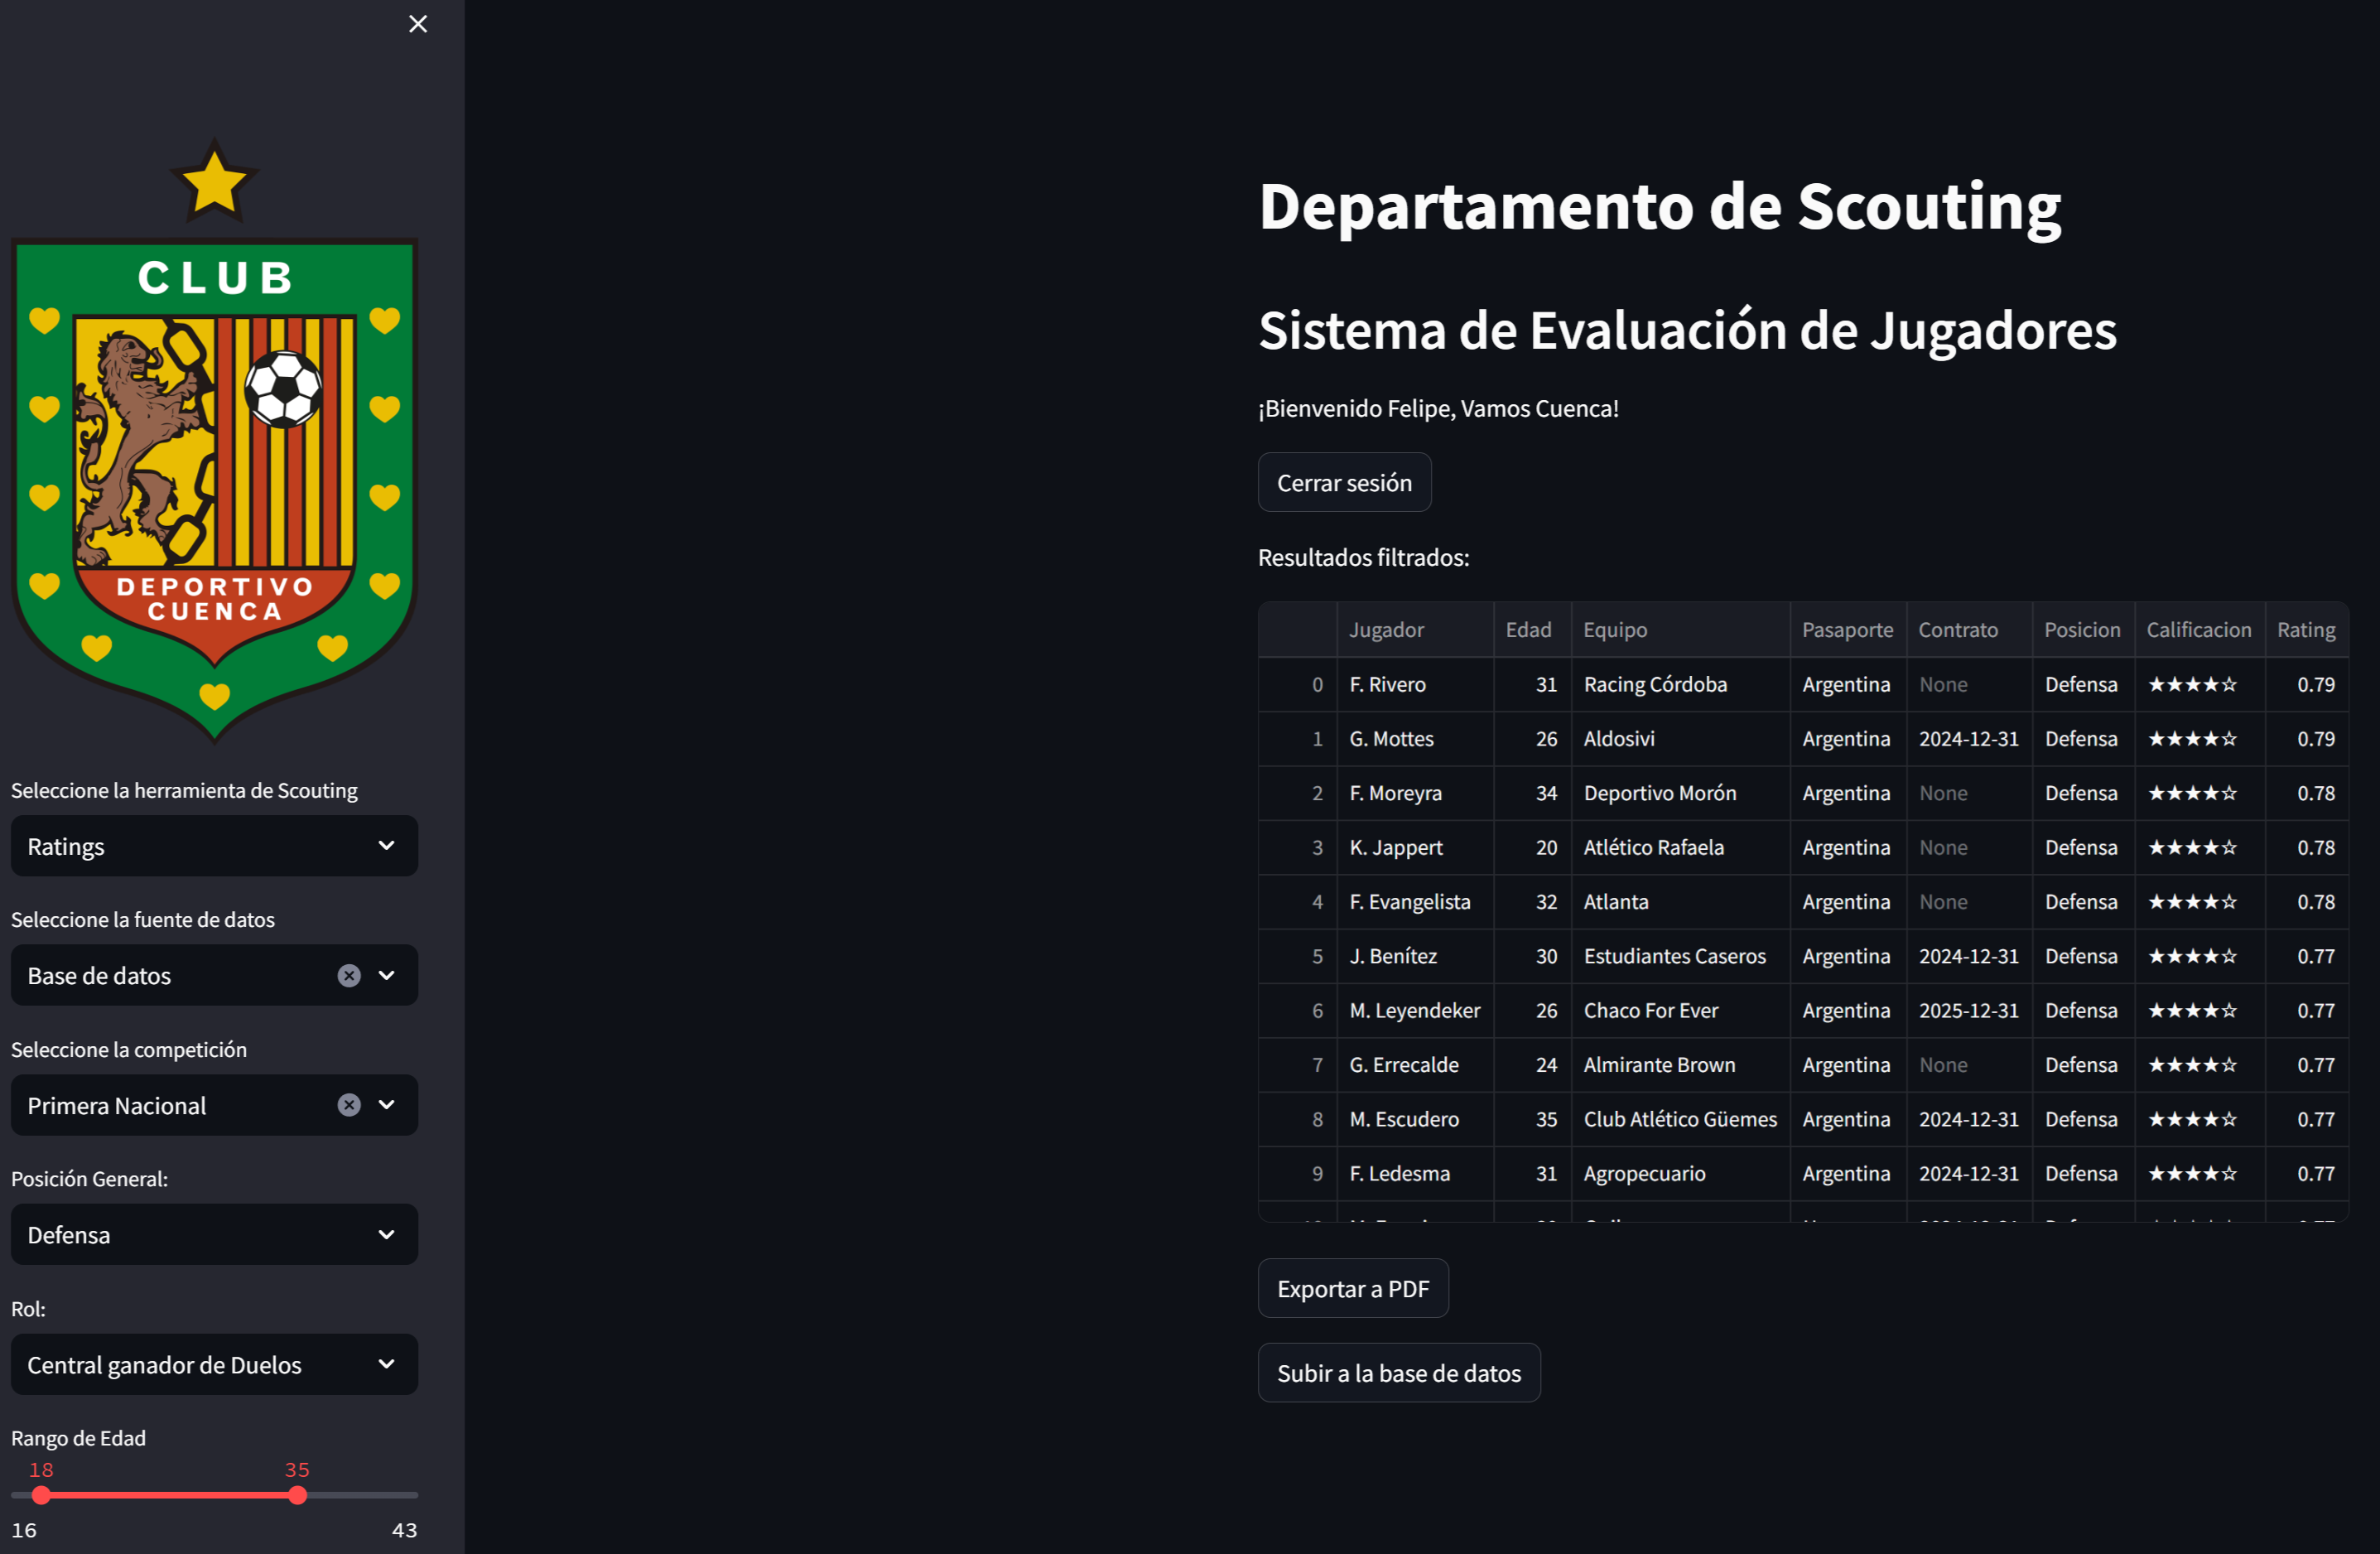 CLUB
DEPORTIVO
CUENCA
Seleccione la herramienta de Scouting
Ratings
Seleccione la fuente de datos
Base de datos
Seleccione la competición
Primera Nacional
Posición General:
Defensa
Rol:
Central ganador de Duelos
Rango de Edad
18 35
16 43
Departamento de Scouting
Sistema de Evaluación de Jugadores
¡Bienvenido Felipe, Vamos Cuenca!
Cerrar sesión
Resultados filtrados:
Jugador Edad Equipo Pasaporte Contrato Posicion Calificacion Rating
0 F. Rivero 31 Racing Córdoba Argentina None Defensa ★★★★☆ 0.79
1 G. Mottes 26 Aldosivi Argentina 2024-12-31 Defensa ★★★★☆ 0.79
2 F. Moreyra 34 Deportivo Morón Argentina None Defensa ★★★★☆ 0.78
3 K. Jappert 20 Atlético Rafaela Argentina None Defensa ★★★★☆ 0.78
4 F. Evangelista 32 Atlanta Argentina None Defensa ★★★★☆ 0.78
5 J. Benítez 30 Estudiantes Caseros Argentina 2024-12-31 Defensa ★★★★☆ 0.77
6 M. Leyendeker 26 Chaco For Ever Argentina 2025-12-31 Defensa ★★★★☆ 0.77
7 G. Errecalde 24 Almirante Brown Argentina None Defensa ★★★★☆ 0.77
8 M. Escudero 35 Club Atlético Güemes Argentina 2024-12-31 Defensa ★★★★☆ 0.77
9 F. Ledesma 31 Agropecuario Argentina 2024-12-31 Defensa ★★★★☆ 0.77
Exportar a PDF
Subir a la base de datos